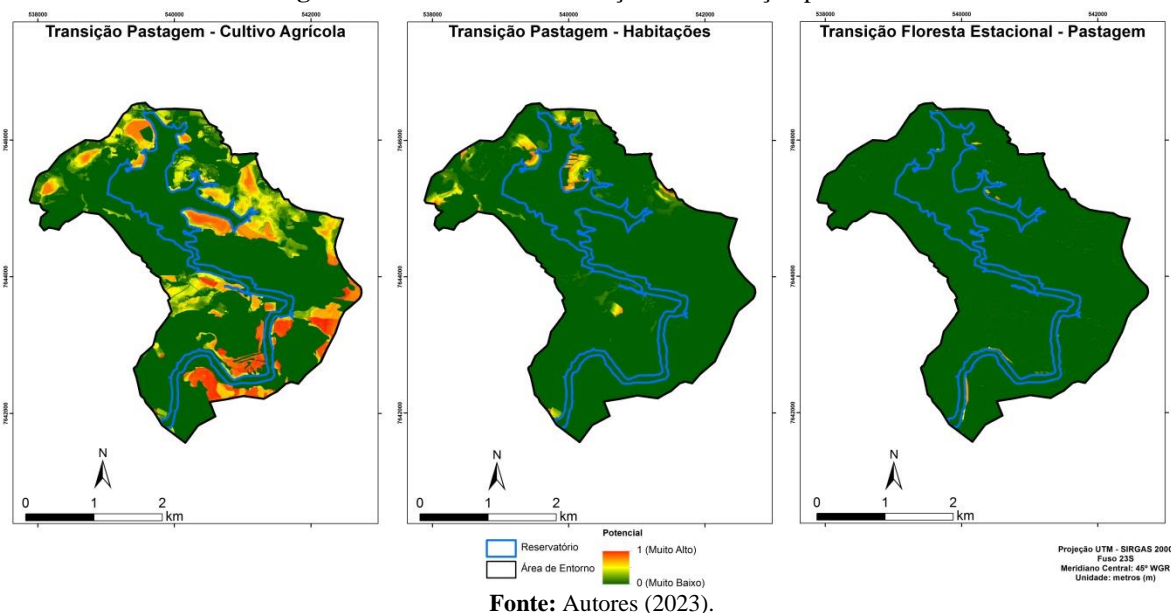 Transição Pastagem - Cultivo Agrícola
538000 540000 542000
7646000
7644000
7642000
N
0 1 2
km
Transição Pastagem - Habitações
538000 540000 542000
7646000
7644000
7642000
N
0 1 2
km
Transição Floresta Estacional - Pastagem
538000 540000 542000
7646000
7644000
7642000
N
0 1 2
km
Reservatório
Área de Entorno
Potencial
1 (Muito Alto)
0 (Muito Baixo)
Projeção UTM - SIRGAS 2000
Fuso 23S
Meridiano Central: 45º WGR
Unidade: metros (m)
Fonte: Autores (2023).